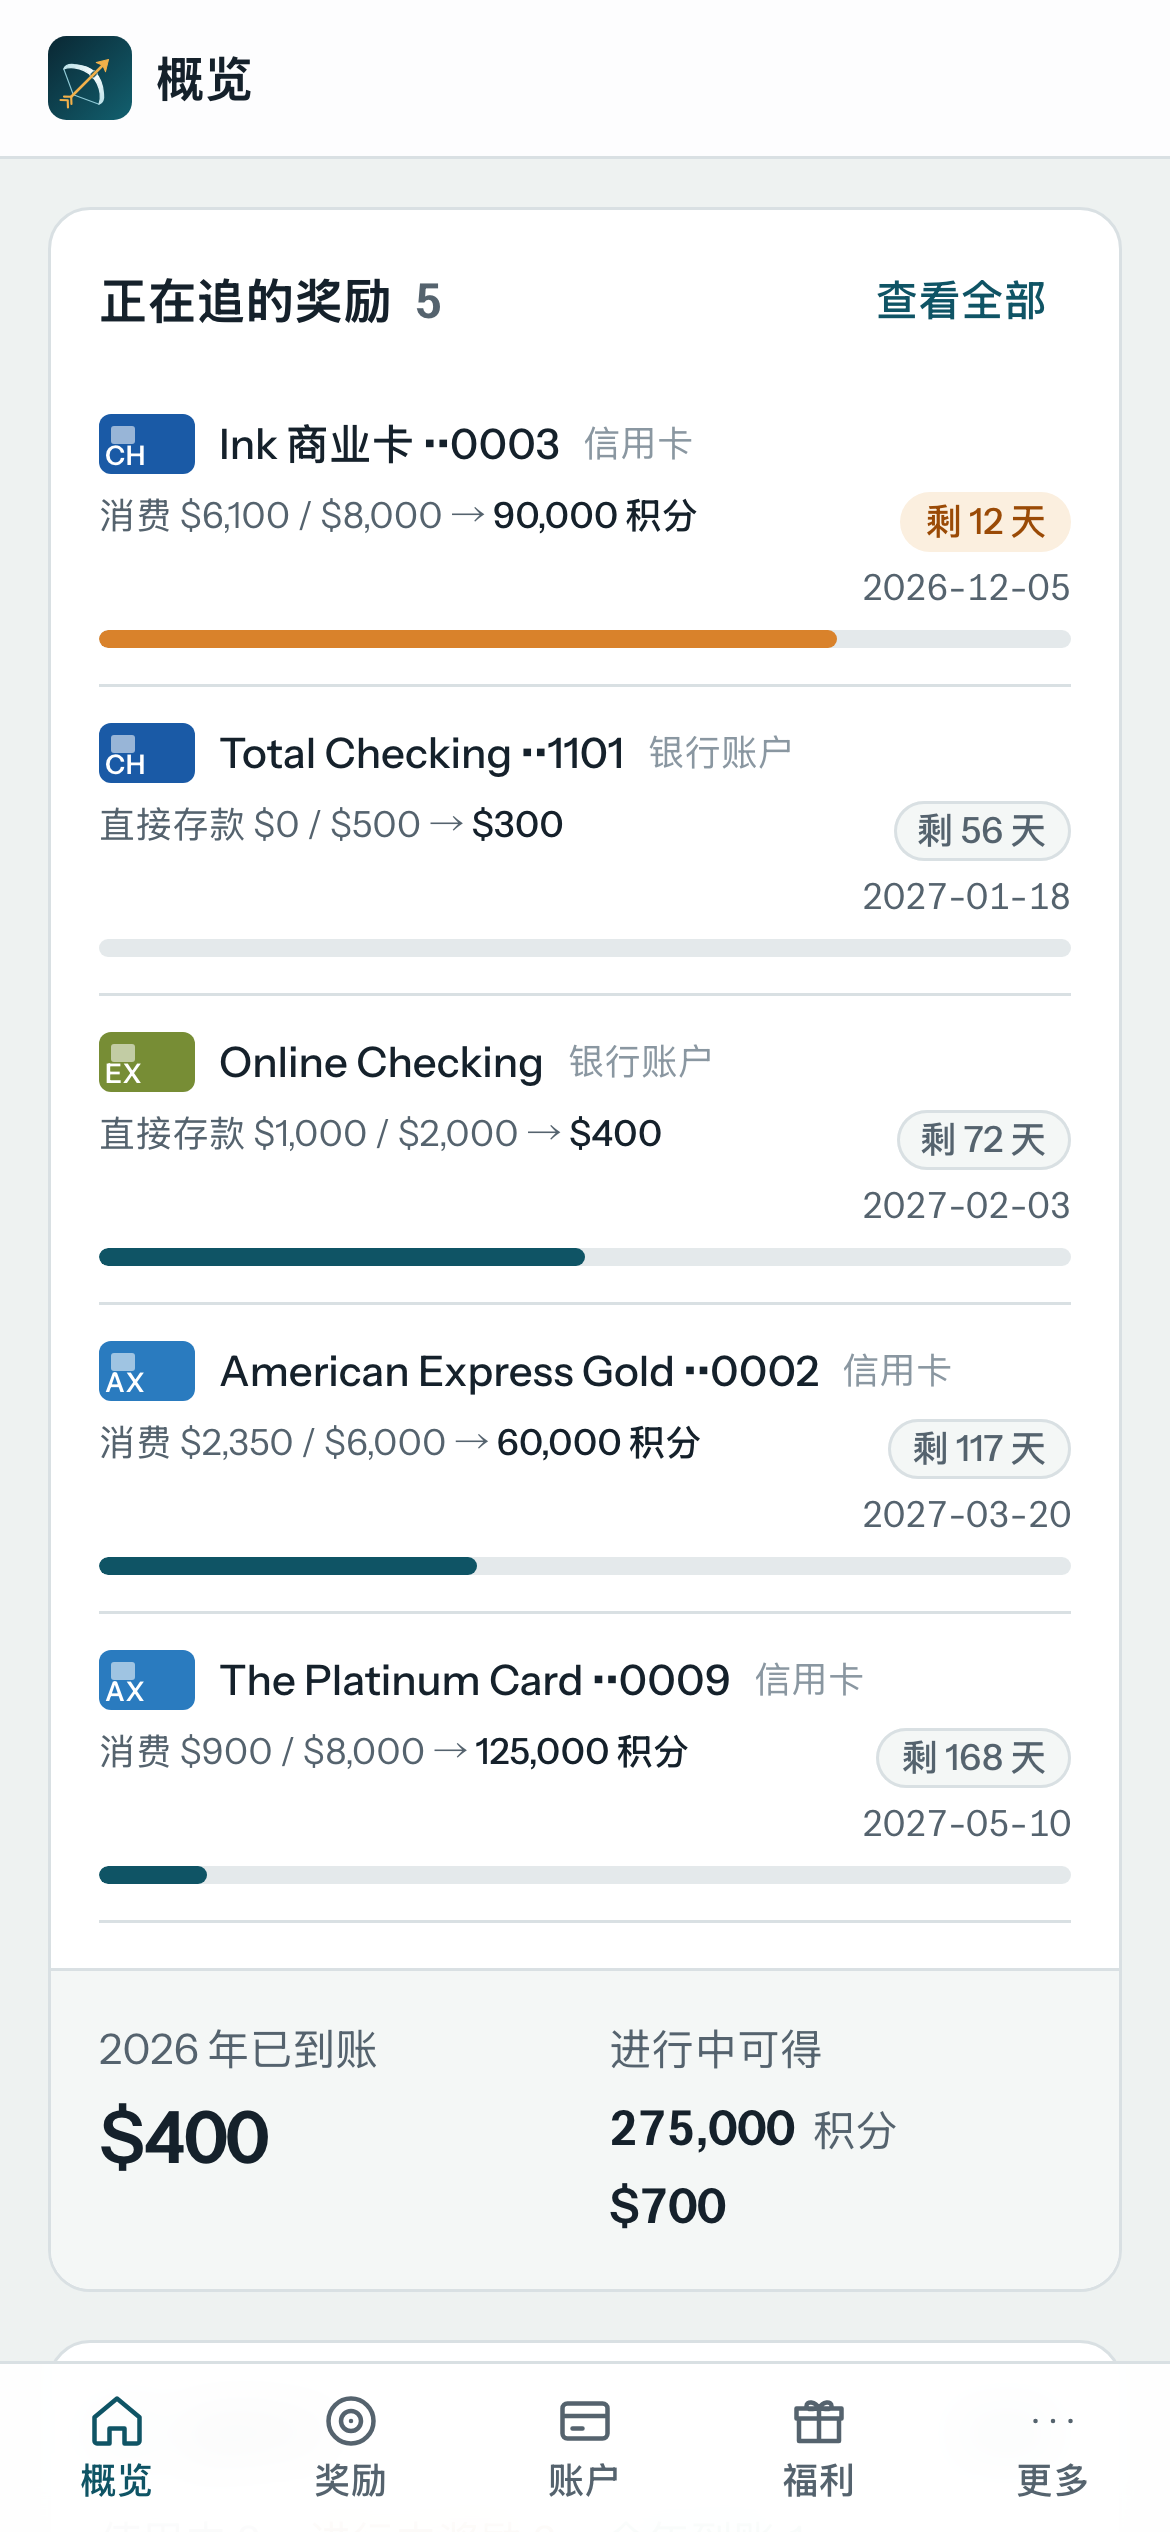 概览
正在追的奖励 5 查看全部
CH Ink 商业卡 ··0003 信用卡
消费 $6,100 / $8,000 → 90,000 积分
剩 12 天
2026-12-05
CH Total Checking ··1101 银行账户
直接存款 $0 / $500 → $300
剩 56 天
2027-01-18
EX Online Checking 银行账户
直接存款 $1,000 / $2,000 → $400
剩 72 天
2027-02-03
AX American Express Gold ··0002 信用卡
消费 $2,350 / $6,000 → 60,000 积分
剩 117 天
2027-03-20
AX The Platinum Card ··0009 信用卡
消费 $900 / $8,000 → 125,000 积分
剩 168 天
2027-05-10
2026 年已到账
$400
进行中可得
275,000 积分
$700
概览 奖励 账户 福利 更多